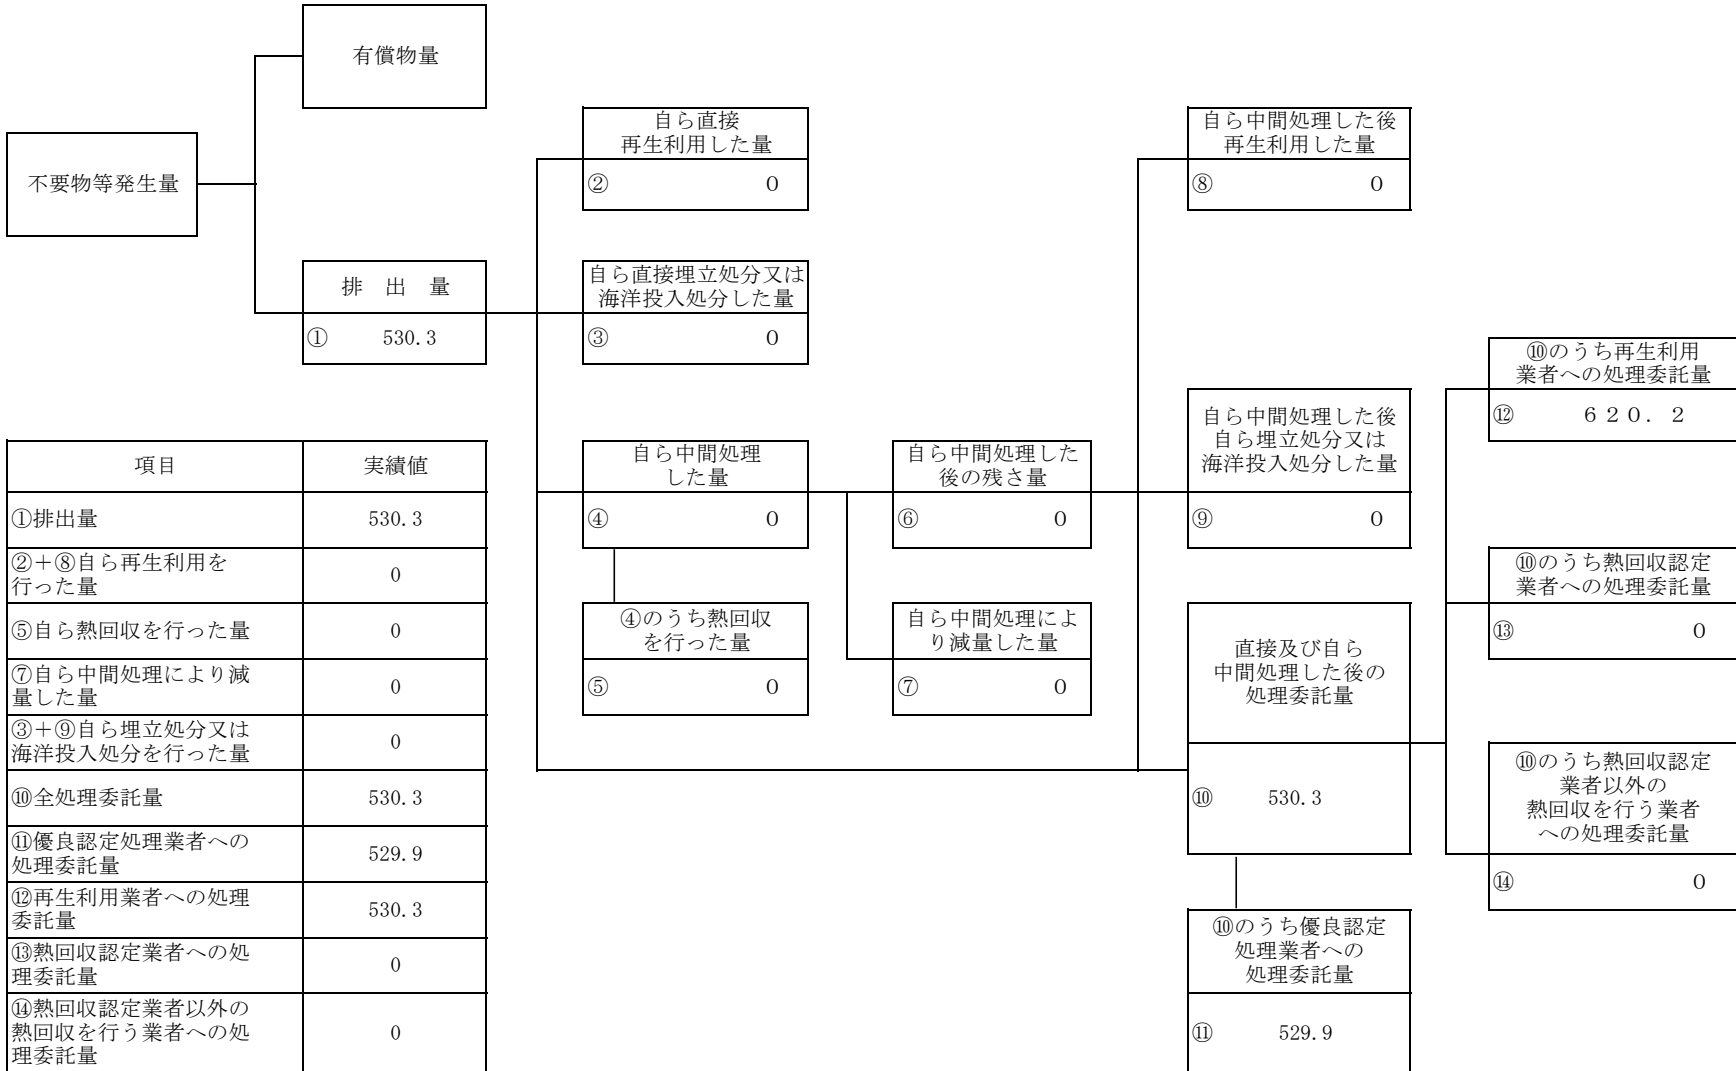 有償物量
不要物等発生量
排　出　量
① 530.3
自ら直接
再生利用した量
② 0
自ら直接埋立処分又は
海洋投入処分した量
③ 0
自ら中間処理
した量
④ 0
④のうち熱回収
を行った量
⑤ 0
自ら中間処理した
後の残さ量
⑥ 0
自ら中間処理によ
り減量した量
⑦ 0
自ら中間処理した後
再生利用した量
⑧ 0
自ら中間処理した後
自ら埋立処分又は
海洋投入処分した量
⑨ 0
直接及び自ら
中間処理した後の
処理委託量
⑩ 530.3
⑩のうち優良認定
処理業者への
処理委託量
⑪ 529.9
⑩のうち再生利用
業者への処理委託量
⑫ ６２０．２
⑩のうち熱回収認定
業者への処理委託量
⑬ 0
⑩のうち熱回収認定
業者以外の
熱回収を行う業者
への処理委託量
⑭ 0
項目 実績値
①排出量 530.3
②＋⑧自ら再生利用を
行った量 0
⑤自ら熱回収を行った量 0
⑦自ら中間処理により減
量した量 0
③＋⑨自ら埋立処分又は
海洋投入処分を行った量 0
⑩全処理委託量 530.3
⑪優良認定処理業者への
処理委託量 529.9
⑫再生利用業者への処理
委託量 530.3
⑬熱回収認定業者への処
理委託量 0
⑭熱回収認定業者以外の
熱回収を行う業者への処
理委託量 0